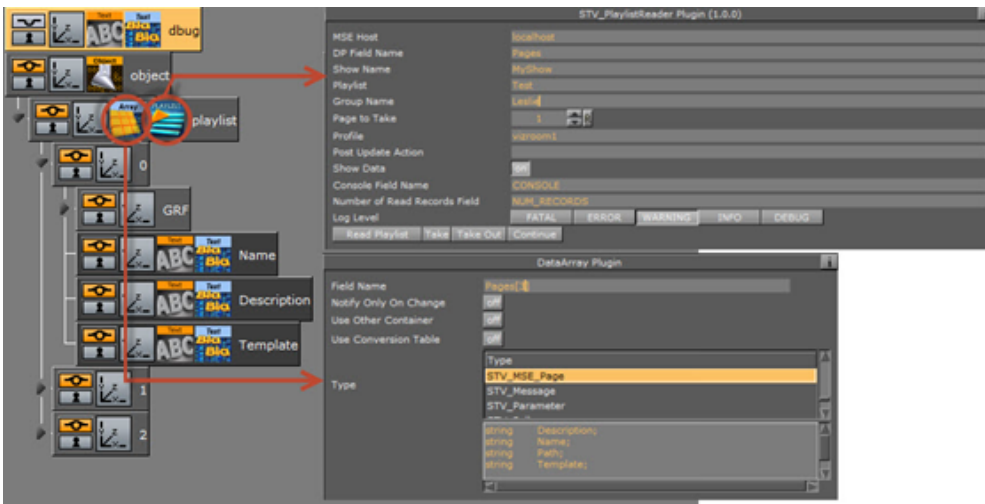 dbug
object
playlist
0
GRF
Name
Description
Template
1
2
STV_PlaylistReader Plugin (1.0.0)
MSE Host localhost
DP Field Name Pages
Show Name MyShow
Playlist Test
Group Name Leslie
Page to Take 1
Profile vizroom1
Post Update Action
Show Data on
Console Field Name CONSOLE
Number of Read Records Field NUM_RECORDS
Log Level FATAL ERROR WARNING INFO DEBUG
Read Playlist Take Take Out Continue
DataArray Plugin
Field Name
Notify Only On Change off
Use Other Container off
Use Conversion Table off
Type
Type
STV_MSE_Page
STV_Message
STV_Parameter
string Description;
string Name;
string Path;
string Template;